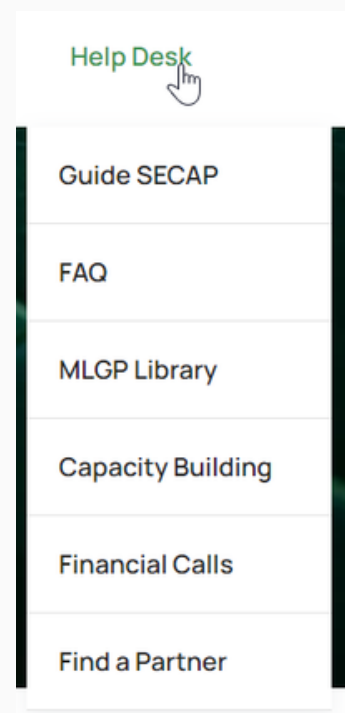 Help Desk
Guide SECAP
FAQ
MLGP Library
Capacity Building
Financial Calls
Find a Partner